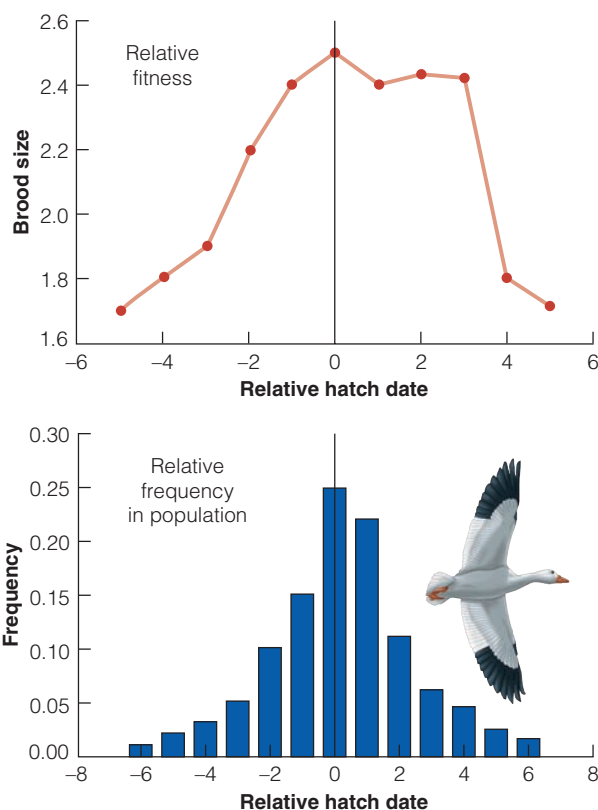 2.6
Relative
fitness
2.4
2.2
Brood size
2.0
1.8
1.6
−6 −4 −2 0 2 4 6
Relative hatch date
0.30
Relative
frequency
in population
0.25
0.20
Frequency
0.15
0.10
0.05
0.00
−8 −6 −4 −2 0 2 4 6 8
Relative hatch date